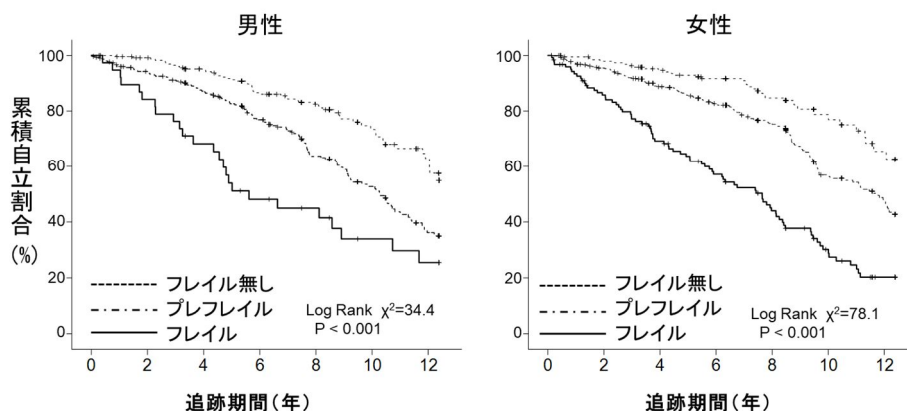 男性
累積自立割合(%)
100
80
60
40
20
0
フレイル無し
プレフレイル
フレイル
Log Rank χ²=34.4
P < 0.001
0 2 4 6 8 10 12
追跡期間(年)
女性
100
80
60
40
20
0
フレイル無し
プレフレイル
フレイル
Log Rank χ²=78.1
P < 0.001
0 2 4 6 8 10 12
追跡期間(年)